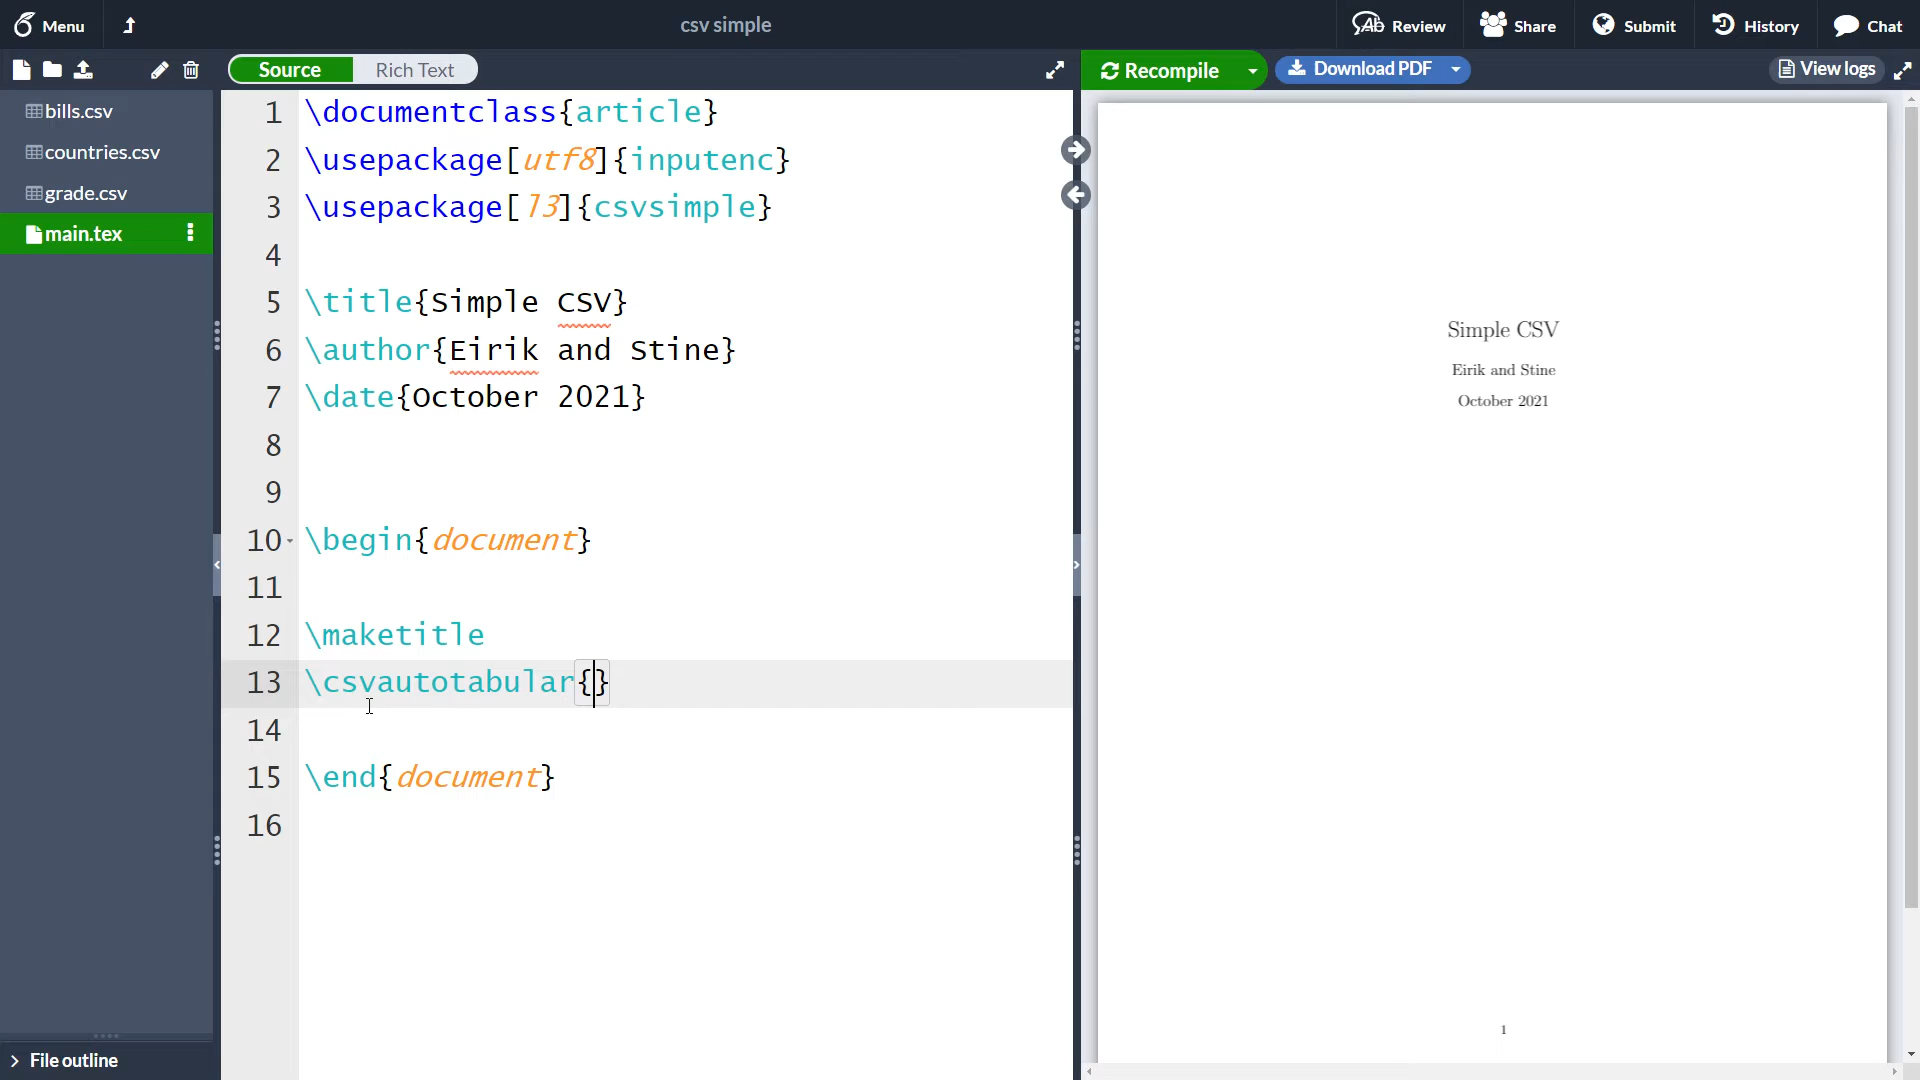 Menu
csv simple
Review
Share
Submit
History
Chat
Source
Rich Text
Recompile
Download PDF
View logs
bills.csv
countries.csv
grade.csv
main.tex
1 \documentclass{article}
2 \usepackage[utf8]{inputenc}
3 \usepackage[l3]{csvsimple}
4
5 \title{Simple CSV}
6 \author{Eirik and Stine}
7 \date{October 2021}
8
9
10 \begin{document}
11
12 \maketitle
13 \csvautotabular{}
14
15 \end{document}
16
File outline
Simple CSV
Eirik and Stine
October 2021
1